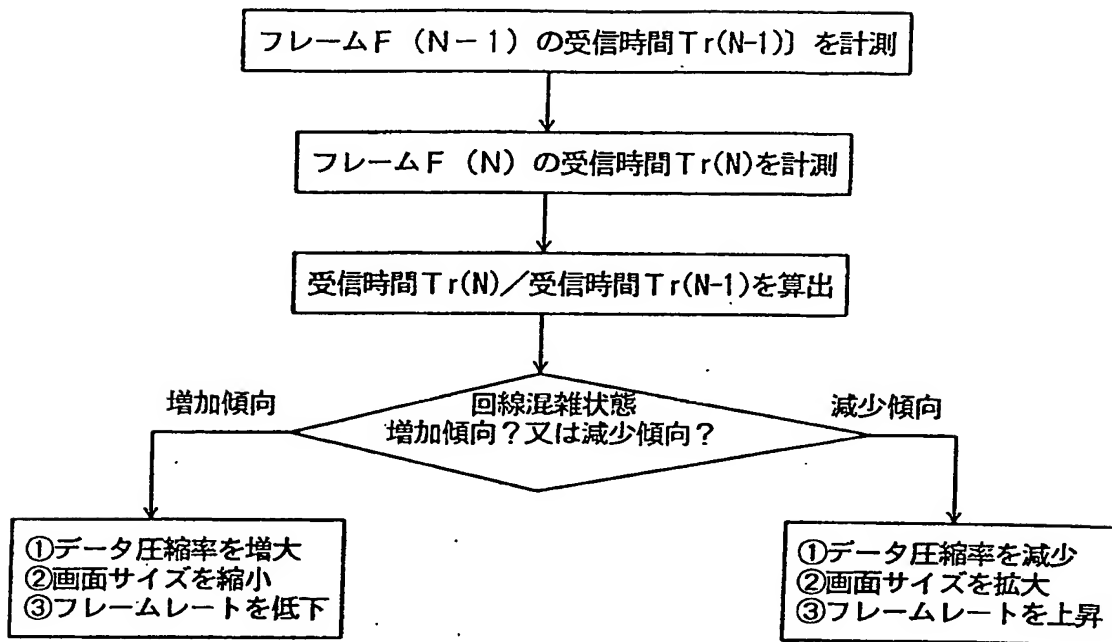 フレームF（N－1）の受信時間Tr(N-1)〕を計測
フレームF（N）の受信時間Tr(N)を計測
受信時間Tr(N)／受信時間Tr(N-1)を算出
増加傾向
回線混雑状態
増加傾向？又は減少傾向？
減少傾向
①データ圧縮率を増大
②画面サイズを縮小
③フレームレートを低下
①データ圧縮率を減少
②画面サイズを拡大
③フレームレートを上昇